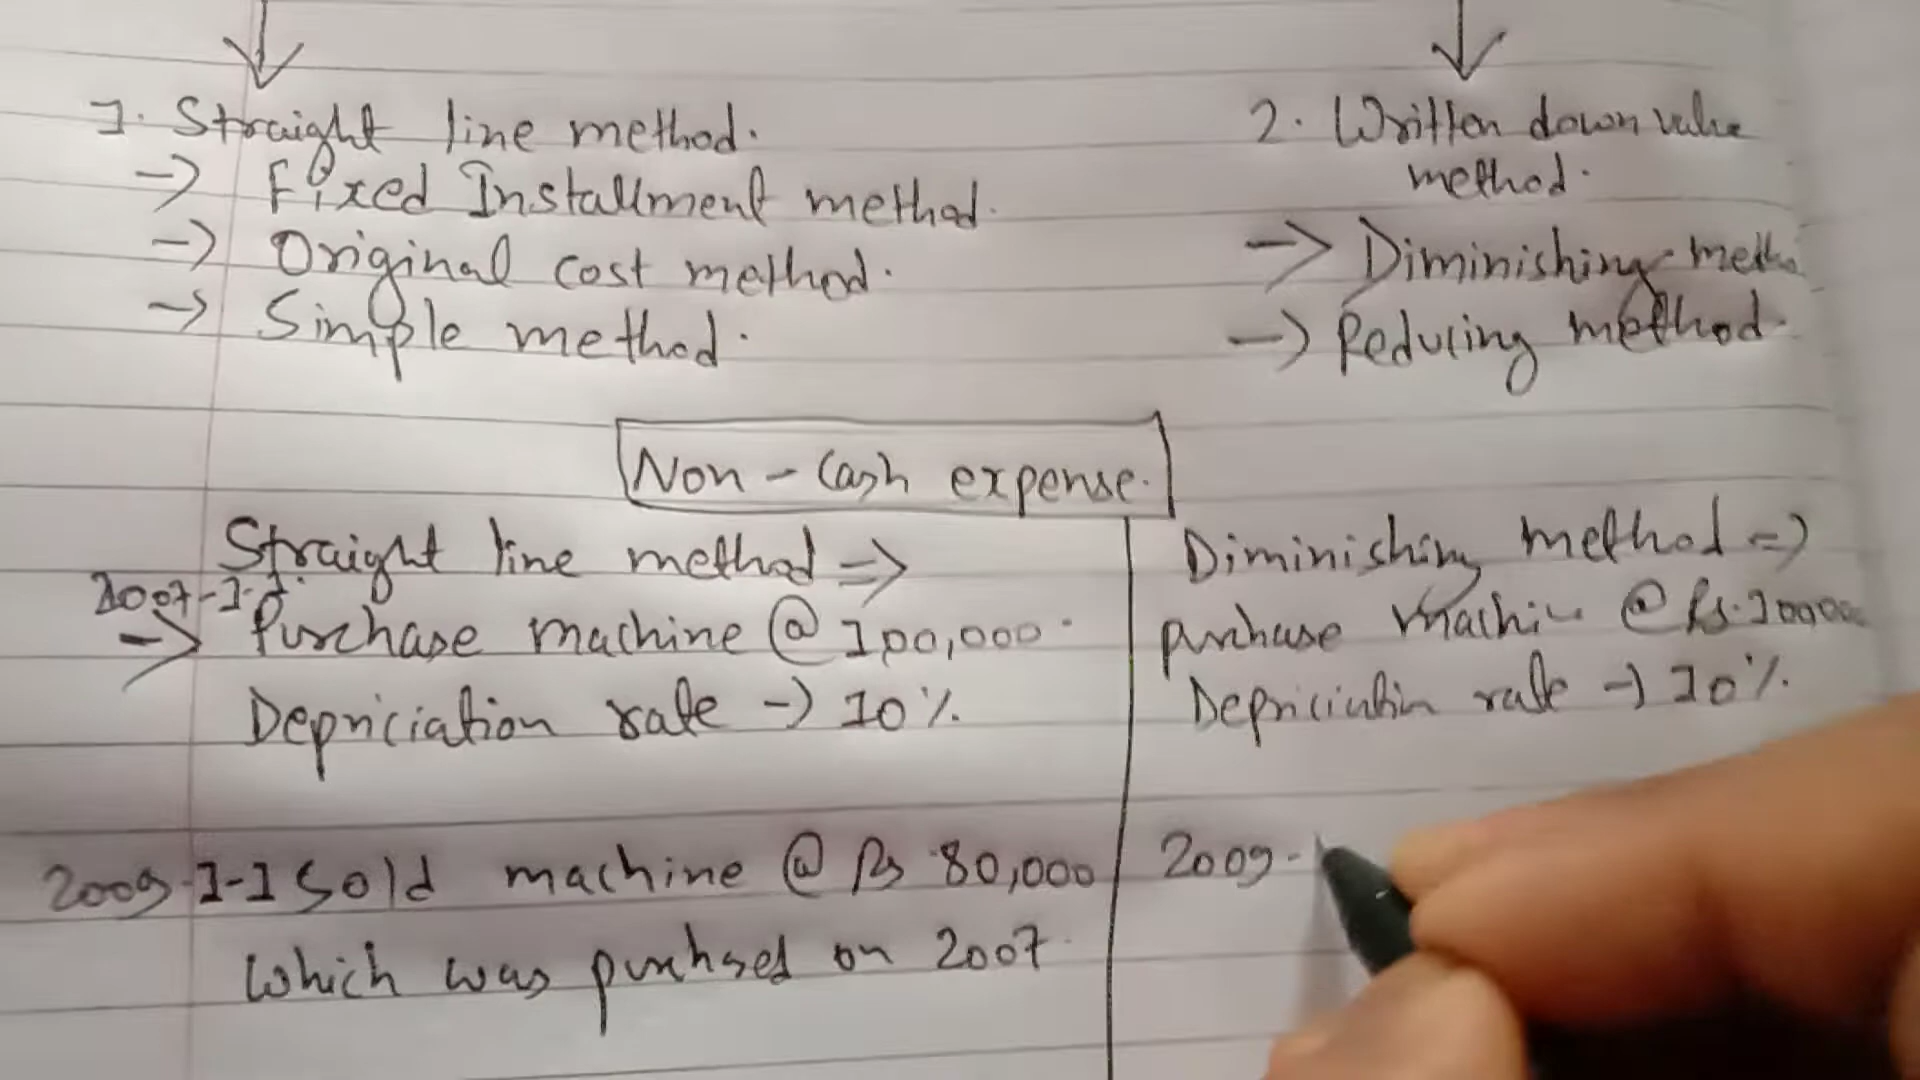 1. Straight line method.
-> Fixed Installment method.
-> Original cost method.
-> Simple method.
2. Written down value
method.
-> Diminishing
-> Reducing method.
Non - Cash expense.
Straight line method =>
2007-1-1.
-> Purchase machine @ 100,000.
Depriciation rate -> 10%.
2009-1-1 Sold machine @ Rs 80,000
Which was purhsed on 2007
Diminishing method =>
purchase machine @ Rs.
Depriciation rate -> 10%.
2009-